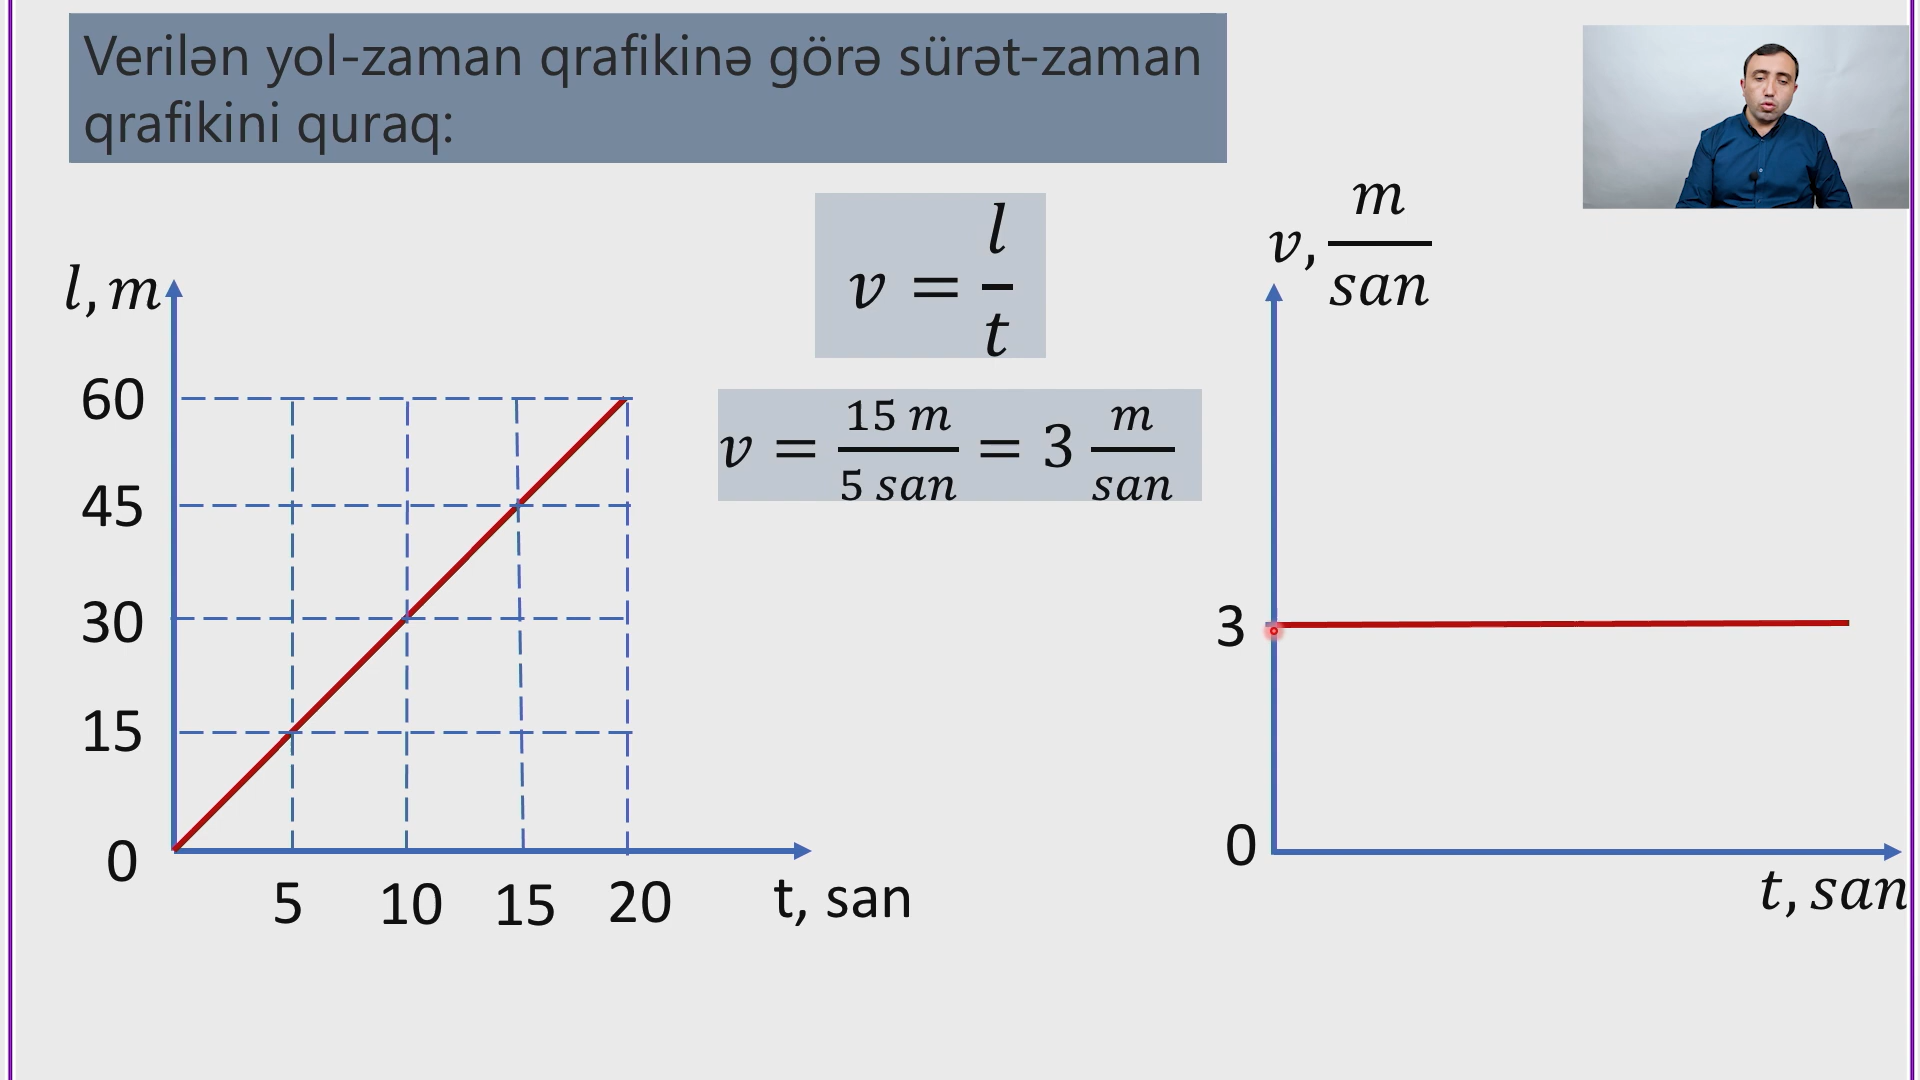 Verilən yol-zaman qrafikinə görə sürət-zaman
qrafikini quraq:
l, m
60
45
30
15
0
5 10 15 20 t, san
v = l/t
v = 15 m/5 san = 3 m/san
v, m/san
3
0
t, san